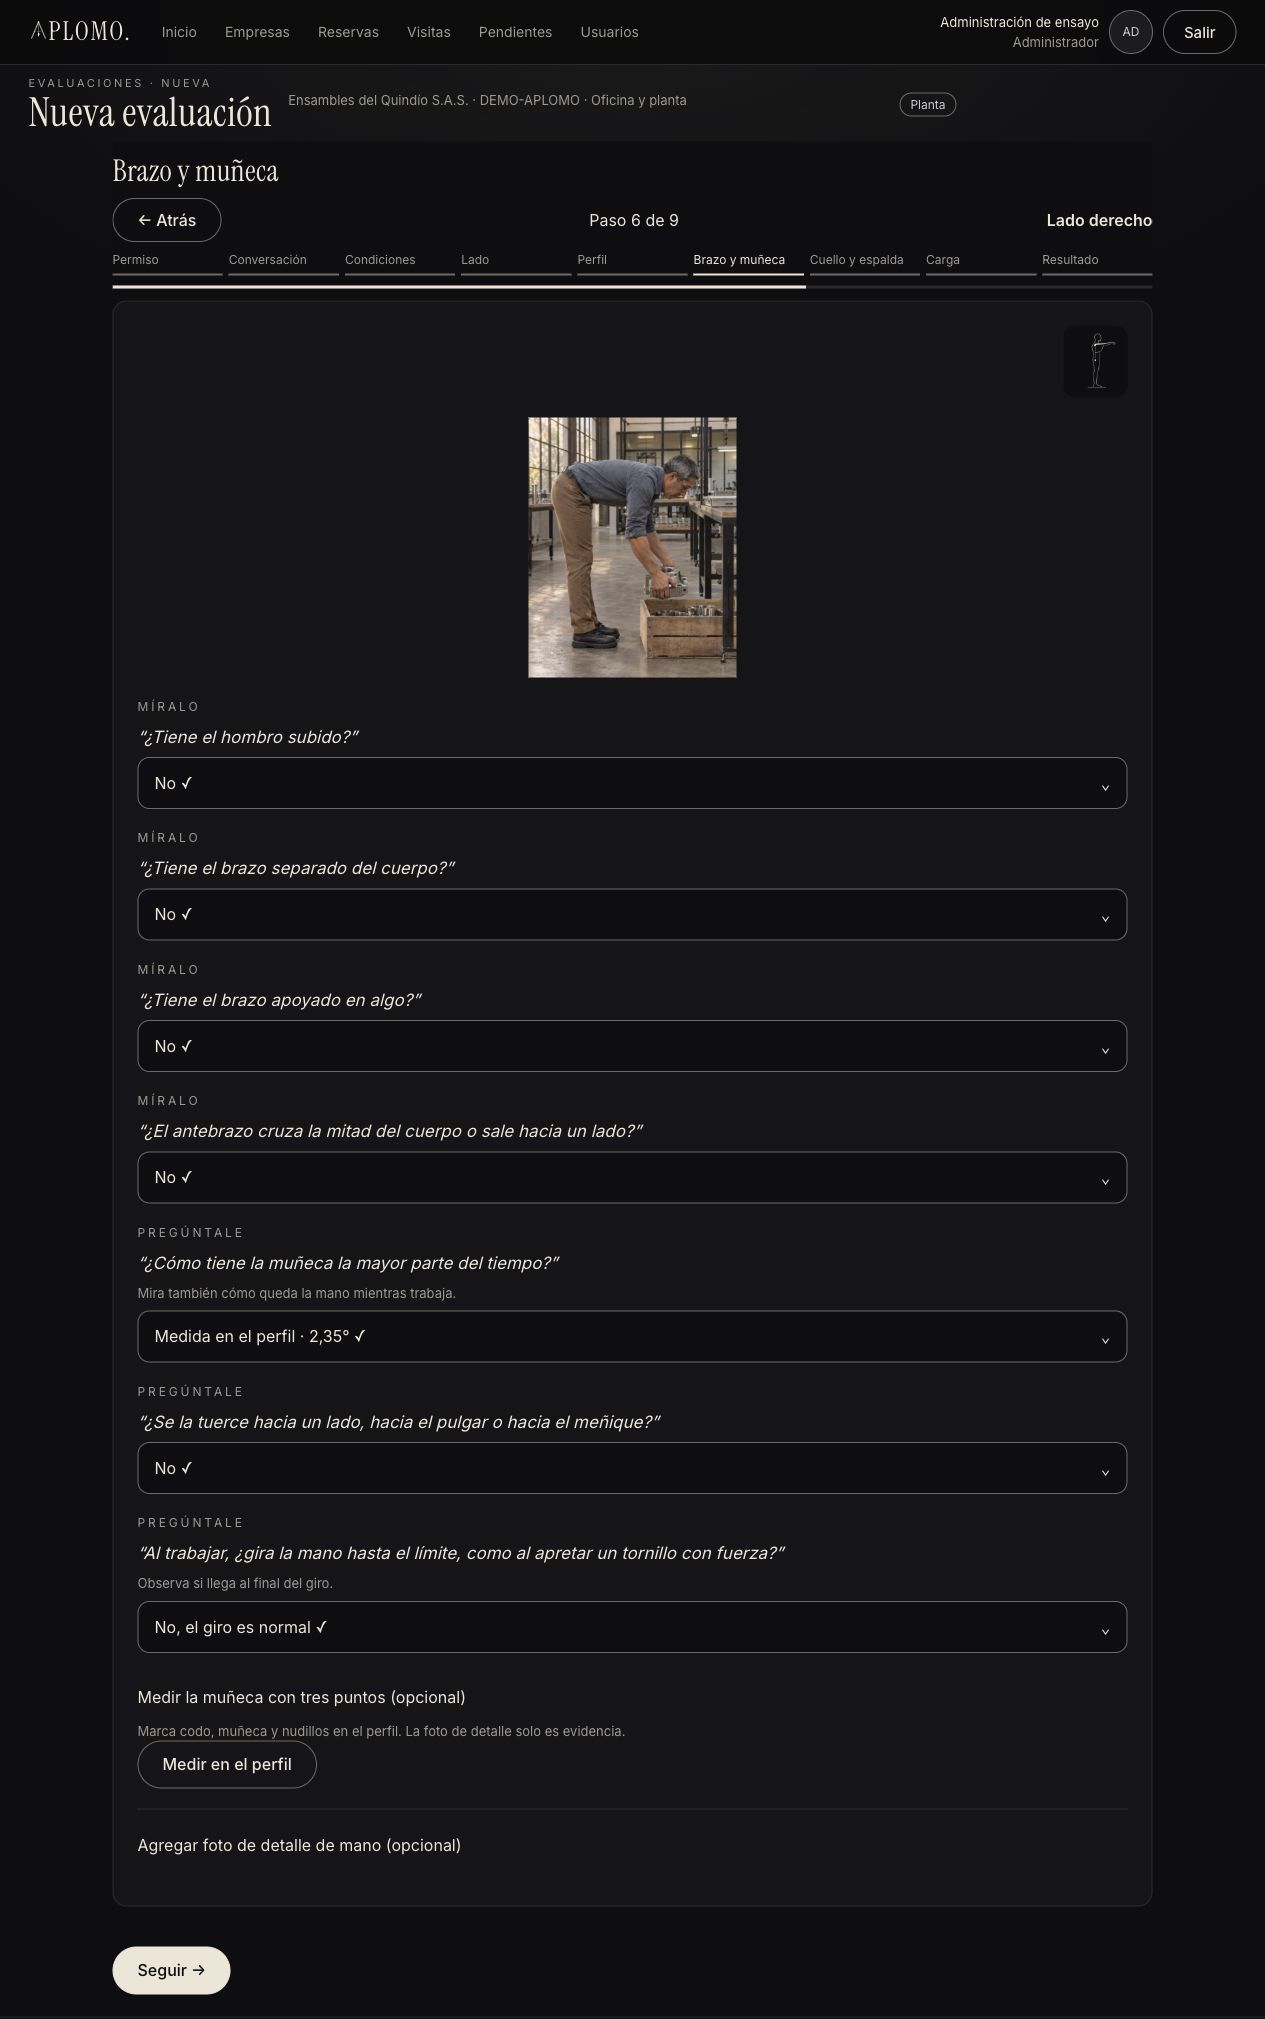 APLOMO.
Inicio
Empresas
Reservas
Visitas
Pendientes
Usuarios
Administración de ensayo
Administrador
AD
Salir
EVALUACIONES · NUEVA
Nueva evaluación
Ensambles del Quindío S.A.S. · DEMO-APLOMO · Oficina y planta
Planta
Brazo y muñeca
← Atrás
Paso 6 de 9
Lado derecho
Permiso
Conversación
Condiciones
Lado
Perfil
Brazo y muñeca
Cuello y espalda
Carga
Resultado
MÍRALO
“¿Tiene el hombro subido?”
No ✓
MÍRALO
“¿Tiene el brazo separado del cuerpo?”
No ✓
MÍRALO
“¿Tiene el brazo apoyado en algo?”
No ✓
MÍRALO
“¿El antebrazo cruza la mitad del cuerpo o sale hacia un lado?”
No ✓
PREGÚNTALE
“¿Cómo tiene la muñeca la mayor parte del tiempo?”
Mira también cómo queda la mano mientras trabaja.
Medida en el perfil · 2,35° ✓
PREGÚNTALE
“¿Se la tuerce hacia un lado, hacia el pulgar o hacia el meñique?”
No ✓
PREGÚNTALE
“Al trabajar, ¿gira la mano hasta el límite, como al apretar un tornillo con fuerza?”
Observa si llega al final del giro.
No, el giro es normal ✓
Medir la muñeca con tres puntos (opcional)
Marca codo, muñeca y nudillos en el perfil. La foto de detalle solo es evidencia.
Medir en el perfil
Agregar foto de detalle de mano (opcional)
Seguir →